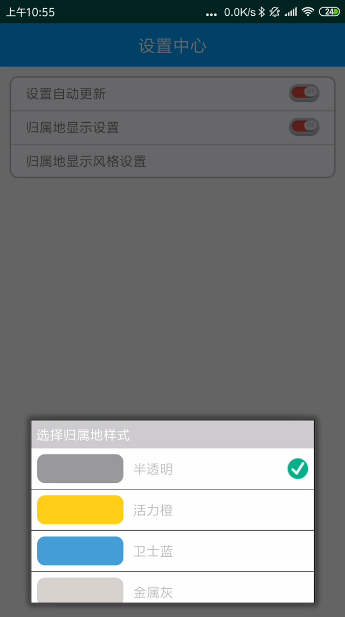 上午10:55 ... 0.0K/s 24
设置中心
设置自动更新
归属地显示设置
归属地显示风格设置
选择归属地样式
半透明
活力橙
卫士蓝
金属灰